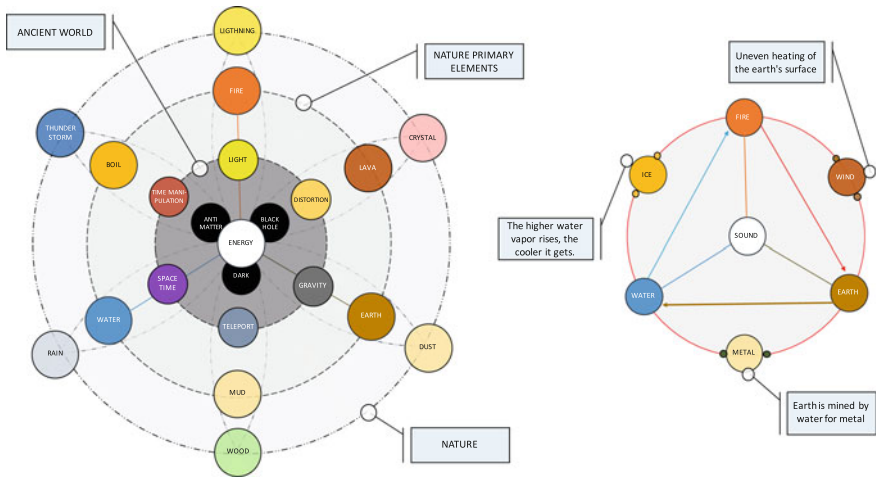 ANCIENT WORLD
LIGTHNING
NATURE PRIMARY
ELEMENTS
FIRE
THUNDER
STORM
CRYSTAL
BOIL
LIGHT
LAVA
TIME MANI-
PULATION
DISTORTION
ANTI
MATTER
BLACK
HOLE
ENERGY
DARK
SPACE
TIME
GRAVITY
WATER
EARTH
TELEPORT
RAIN
DUST
MUD
WOOD
NATURE
Uneven heating of
the earth's surface
FIRE
ICE
WIND
The higher water
vapor rises, the
cooler it gets.
SOUND
WATER
EARTH
METAL
Earth is mined by
water for metal